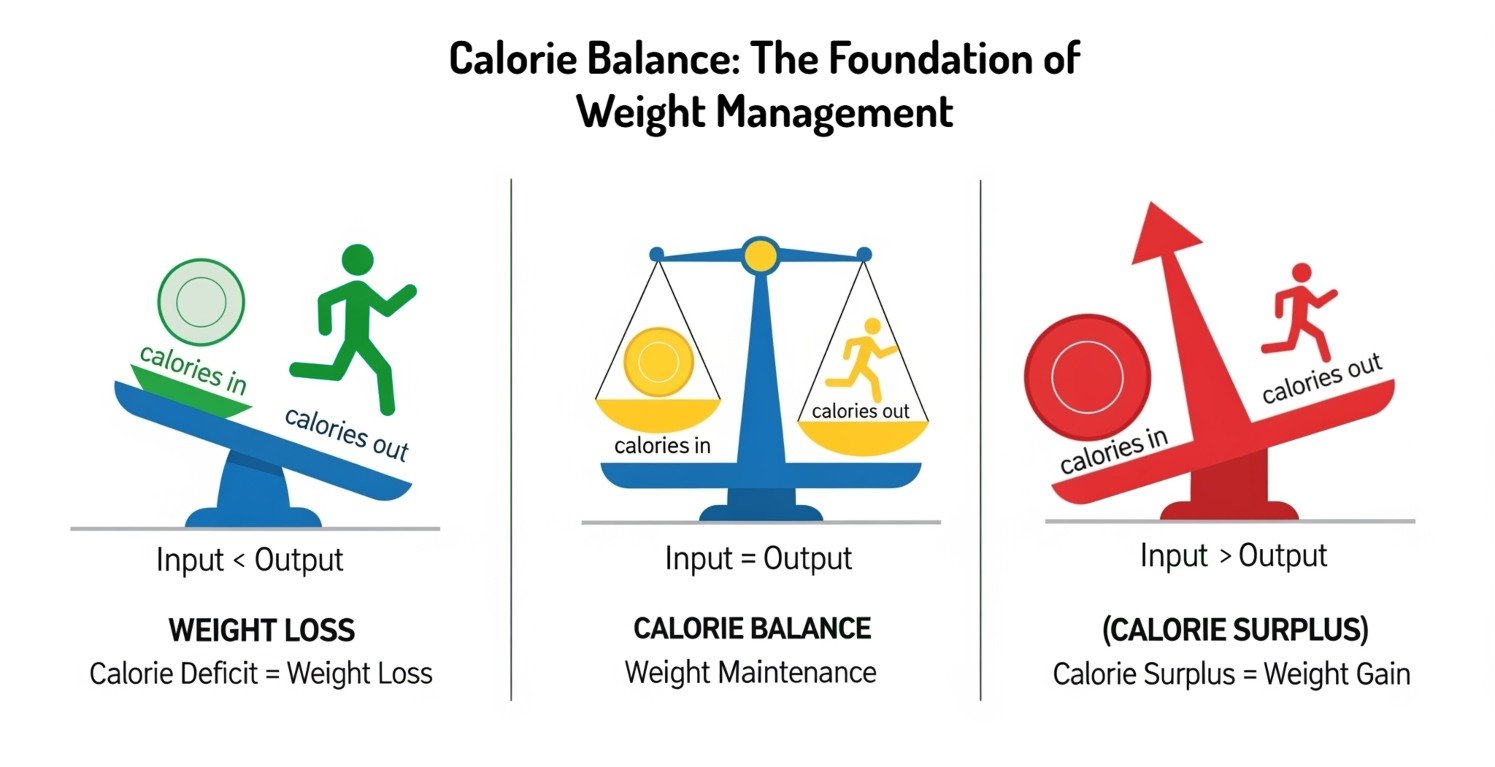 Calorie Balance: The Foundation of
Weight Management
calories in
calories out
Input < Output
WEIGHT LOSS
Calorie Deficit = Weight Loss
calories in
calories out
Input = Output
CALORIE BALANCE
Weight Maintenance
calories in
calories out
Input > Output
(CALORIE SURPLUS)
Calorie Surplus = Weight Gain